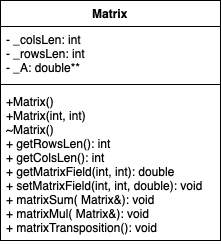 Matrix
- _colsLen: int
- _rowsLen: int
- _A: double**
+Matrix()
+Matrix(int, int)
~Matrix()
+ getRowsLen(): int
+ getColsLen(): int
+ getMatrixField(int, int): double
+ setMatrixField(int, int, double): void
+ matrixSum( Matrix&): void
+ matrixMul( Matrix&): void
+ matrixTransposition(): void